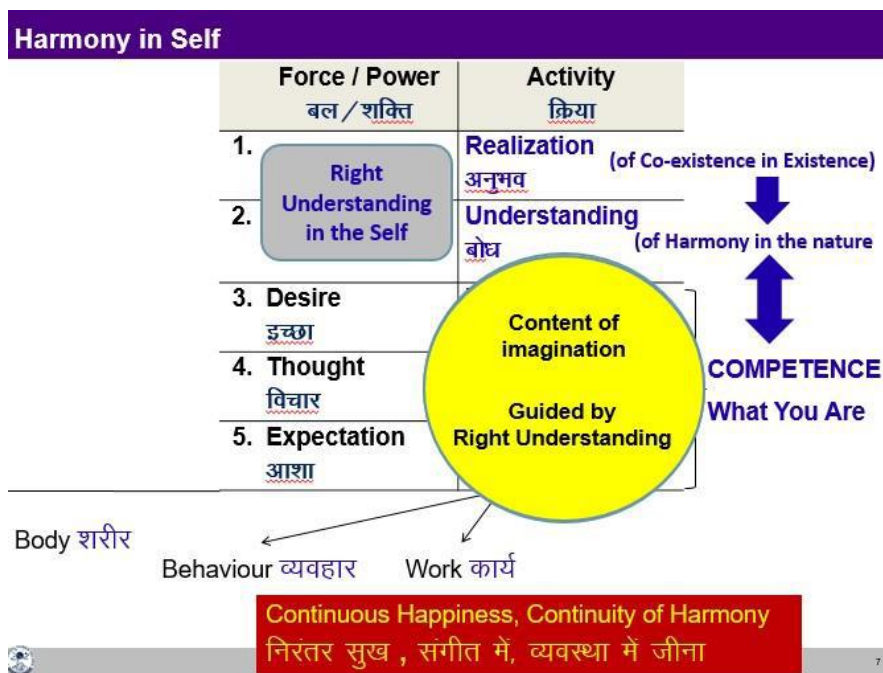 Harmony in Self
Force / Power
बल / शक्ति
Activity
क्रिया
1.
Right
Understanding
in the Self
Realization
अनुभव
(of Co-existence in Existence)
2.
Understanding
बोध
(of Harmony in the nature
3. Desire
इच्छा
4. Thought
विचार
5. Expectation
आशा
Content of
imagination
Guided by
Right Understanding
COMPETENCE
What You Are
Body शरीर
Behaviour व्यवहार
Work कार्य
Continuous Happiness, Continuity of Harmony
निरंतर सुख , संगीत में, व्यवस्था में जीना
7